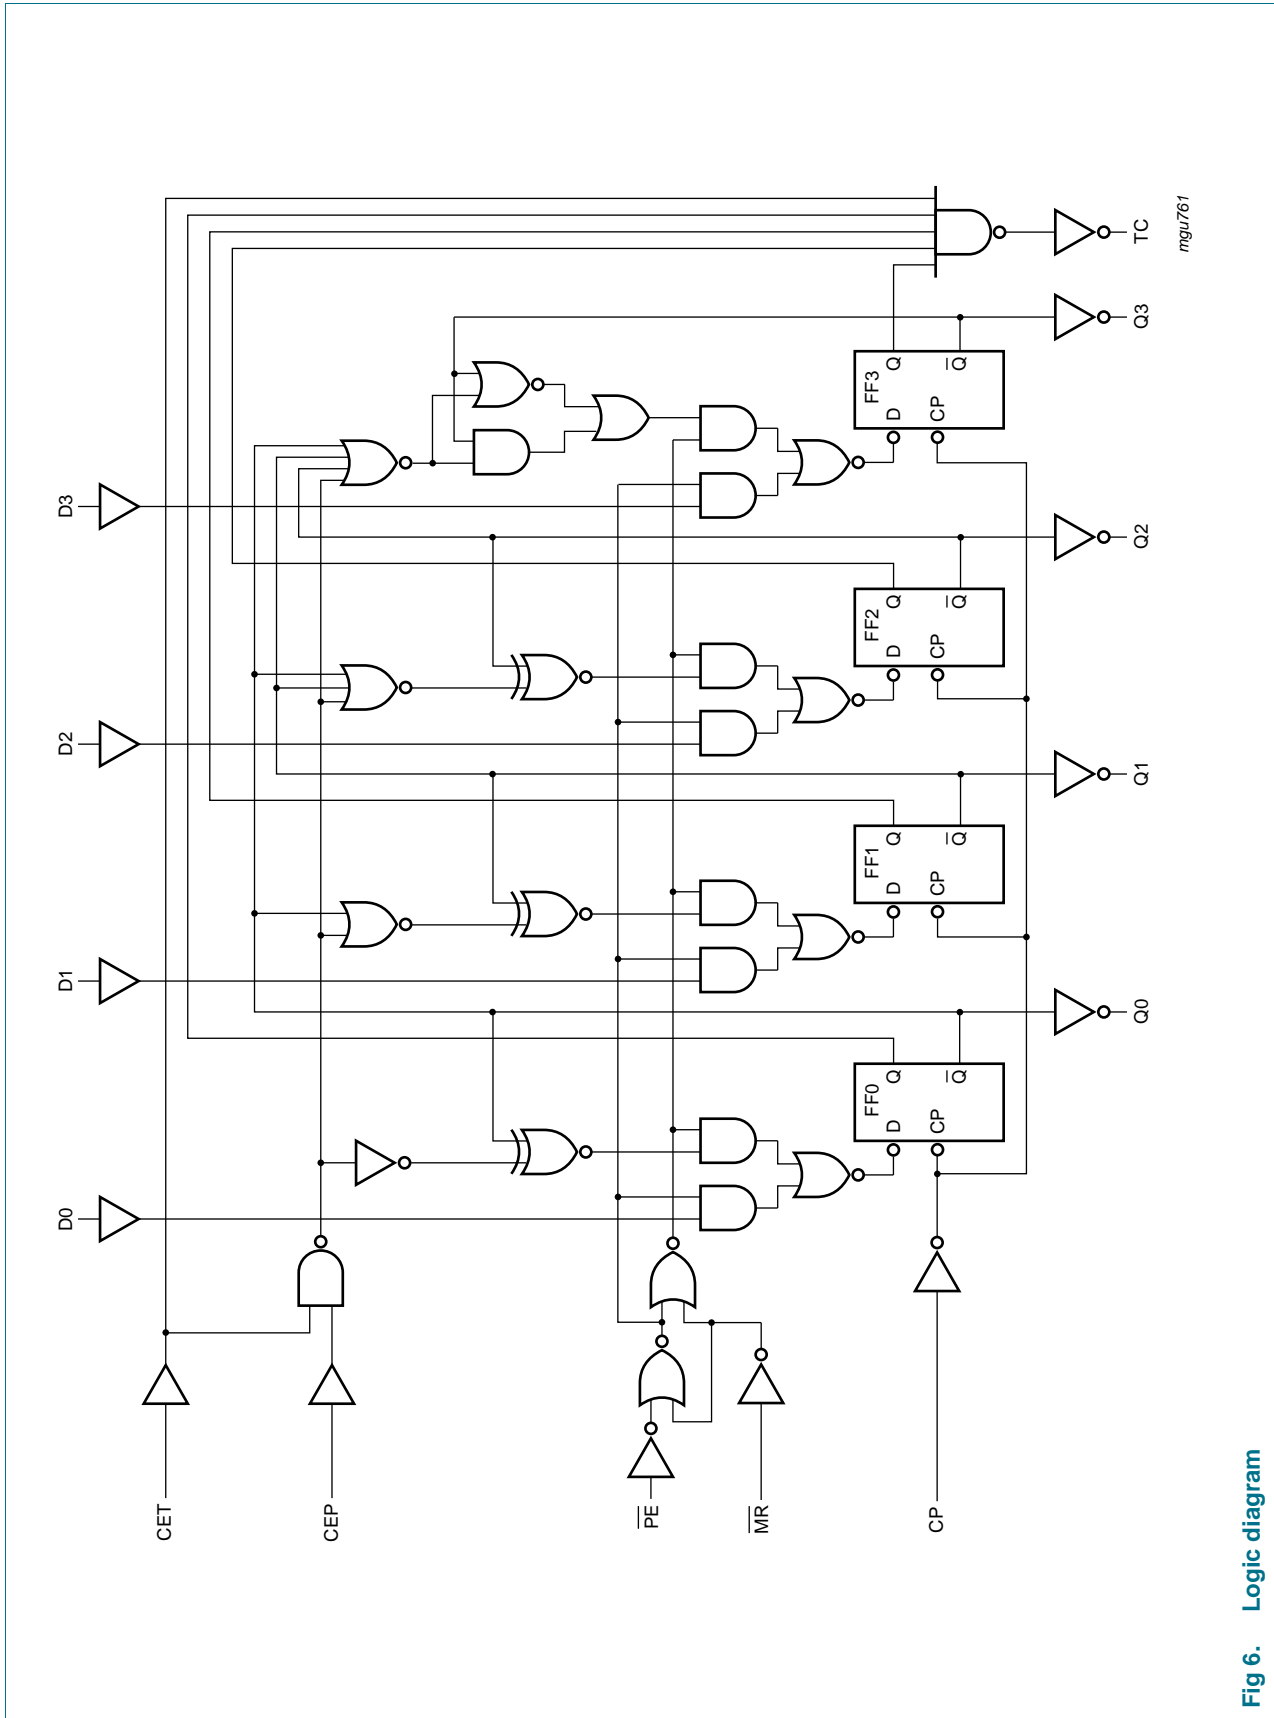 CET
CEP
PE
MR
CP
D0
D1
D2
D3
FF0
D
Q
CP
Q
FF1
D
Q
CP
Q
FF2
D
Q
CP
Q
FF3
D
Q
CP
Q
Q0
Q1
Q2
Q3
TC
mgu761
Fig 6. Logic diagram